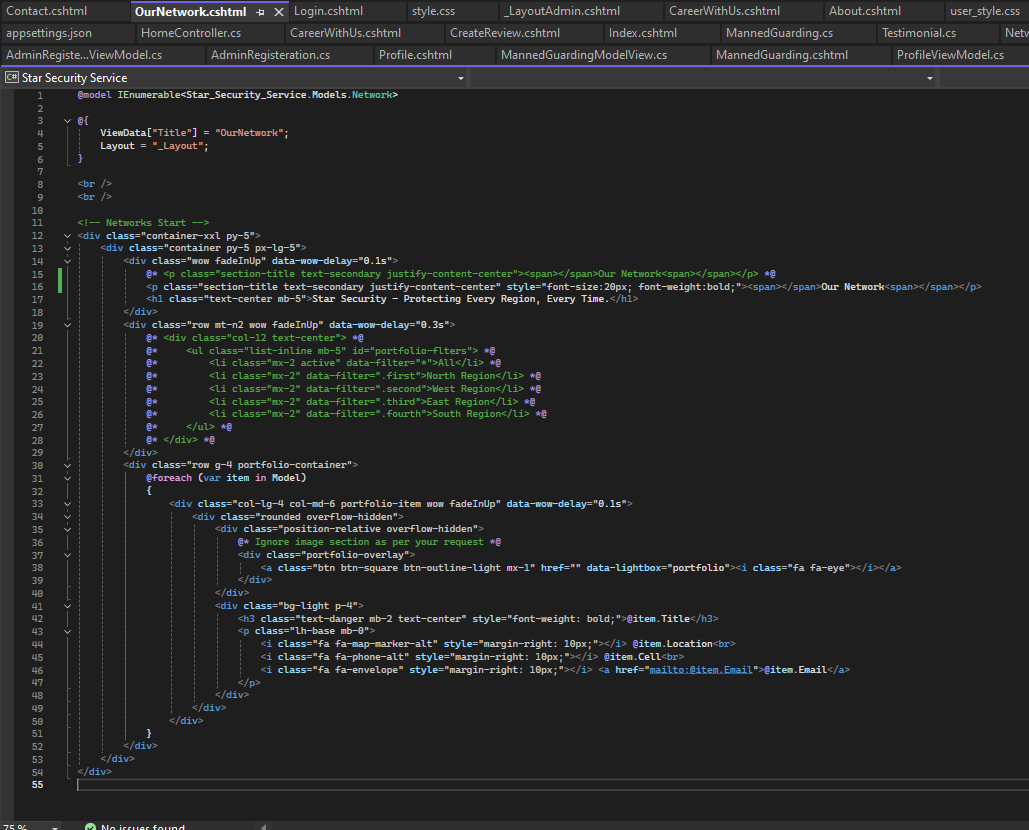 Contact.cshtml OurNetwork.cshtml Login.cshtml style.css _LayoutAdmin.cshtml CareerWithUs.cshtml About.cshtml user_style.css
appsettings.json HomeController.cs CareerWithUs.cshtml CreateReview.cshtml Index.cshtml MannedGuarding.cs Testimonial.cs Netw
AdminRegiste...ViewModel.cs AdminRegisteration.cs Profile.cshtml MannedGuardingModelView.cs MannedGuarding.cshtml ProfileViewModel.cs
C# Star Security Service
1 @model IEnumerable<Star_Security_Service.Models.Network>
2
3 @{
4 ViewData["Title"] = "OurNetwork";
5 Layout = "_Layout";
6 }
7
8 <br />
9 <br />
10
11 <!-- Networks Start -->
12 <div class="container-xxl py-5">
13 <div class="container py-5 px-lg-5">
14 <div class="wow fadeInUp" data-wow-delay="0.1s">
15 @* <p class="section-title text-secondary justify-content-center"><span></span>Our Network<span></span></p> *@
16 <p class="section-title text-secondary justify-content-center" style="font-size:20px; font-weight:bold;"><span></span>Our Network<span></span></p>
17 <h1 class="text-center mb-5">Star Security – Protecting Every Region, Every Time.</h1>
18 </div>
19 <div class="row mt-n2 wow fadeInUp" data-wow-delay="0.3s">
20 @* <div class="col-12 text-center"> *@
21 @* <ul class="list-inline mb-5" id="portfolio-flters"> *@
22 @* <li class="mx-2 active" data-filter="*">All</li> *@
23 @* <li class="mx-2" data-filter=".first">North Region</li> *@
24 @* <li class="mx-2" data-filter=".second">West Region</li> *@
25 @* <li class="mx-2" data-filter=".third">East Region</li> *@
26 @* <li class="mx-2" data-filter=".fourth">South Region</li> *@
27 @* </ul> *@
28 @* </div> *@
29 </div>
30 <div class="row g-4 portfolio-container">
31 @foreach (var item in Model)
32 {
33 <div class="col-lg-4 col-md-6 portfolio-item wow fadeInUp" data-wow-delay="0.1s">
34 <div class="rounded overflow-hidden">
35 <div class="position-relative overflow-hidden">
36 @* Ignore image section as per your request *@
37 <div class="portfolio-overlay">
38 <a class="btn btn-square btn-outline-light mx-1" href="" data-lightbox="portfolio"><i class="fa fa-eye"></i></a>
39 </div>
40 </div>
41 <div class="bg-light p-4">
42 <h3 class="text-danger mb-2 text-center" style="font-weight: bold;">@item.Title</h3>
43 <p class="lh-base mb-0">
44 <i class="fa fa-map-marker-alt" style="margin-right: 10px;"></i> @item.Location<br>
45 <i class="fa fa-phone-alt" style="margin-right: 10px;"></i> @item.Cell<br>
46 <i class="fa fa-envelope" style="margin-right: 10px;"></i> <a href="mailto:@item.Email">@item.Email</a>
47 </p>
48 </div>
49 </div>
50 </div>
51 }
52 </div>
53 </div>
54 </div>
55
75 % No issues found